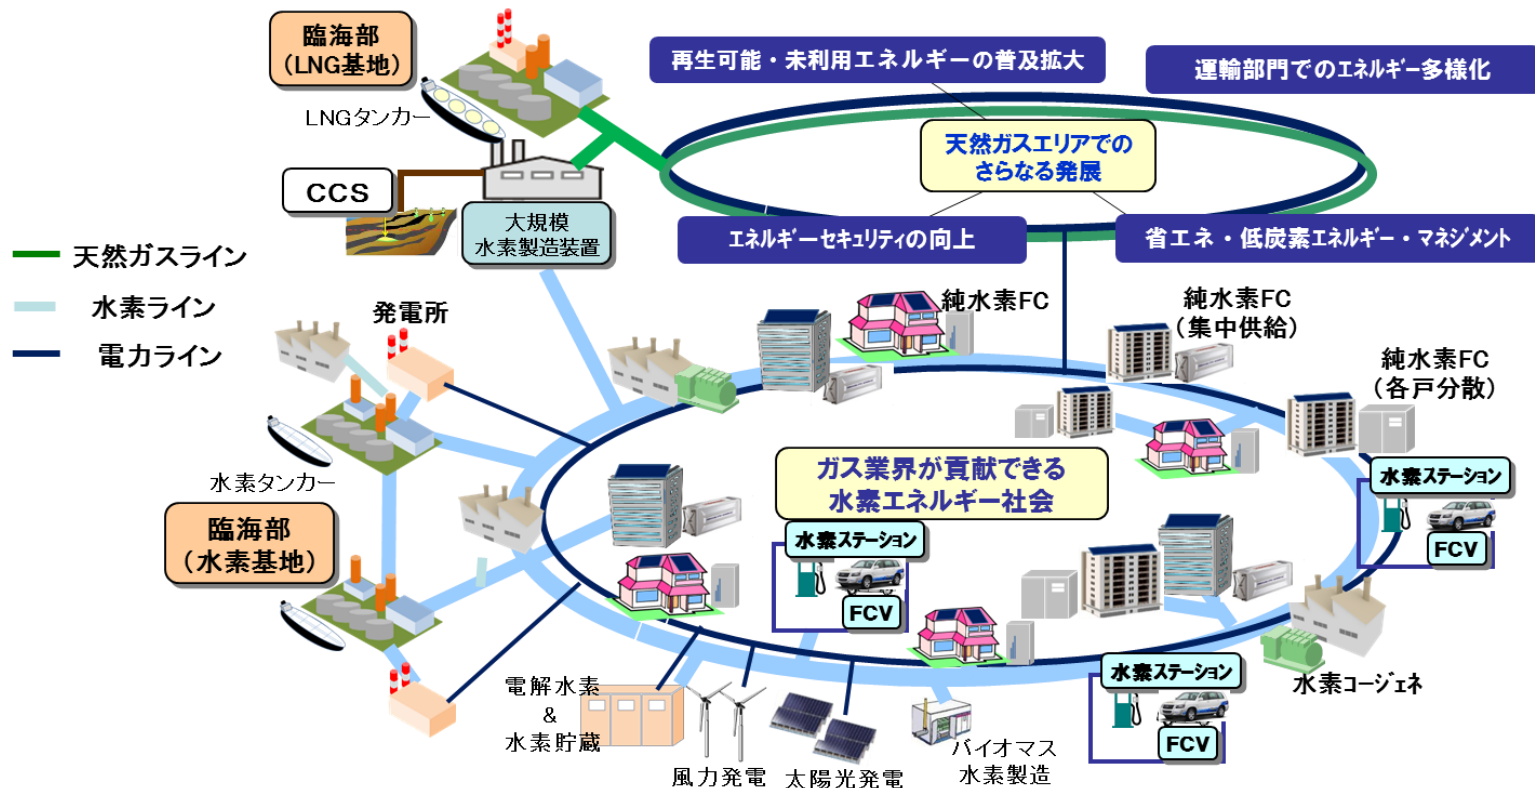 臨海部
（LNG基地）
LNGタンカー
再生可能・未利用エネルギーの普及拡大
運輸部門でのエネルギー多様化
天然ガスエリアでの
さらなる発展
エネルギーセキュリティの向上
省エネ・低炭素エネルギー・マネジメント
CCS
大規模
水素製造装置
天然ガスライン
水素ライン
電力ライン
発電所
純水素FC
純水素FC
（集中供給）
純水素FC
（各戸分散）
水素タンカー
臨海部
（水素基地）
ガス業界が貢献できる
水素エネルギー社会
水素ステーション
FCV
水素ステーション
FCV
水素ステーション
FCV
水素コージェネ
電解水素
&
水素貯蔵
風力発電
太陽光発電
バイオマス
水素製造